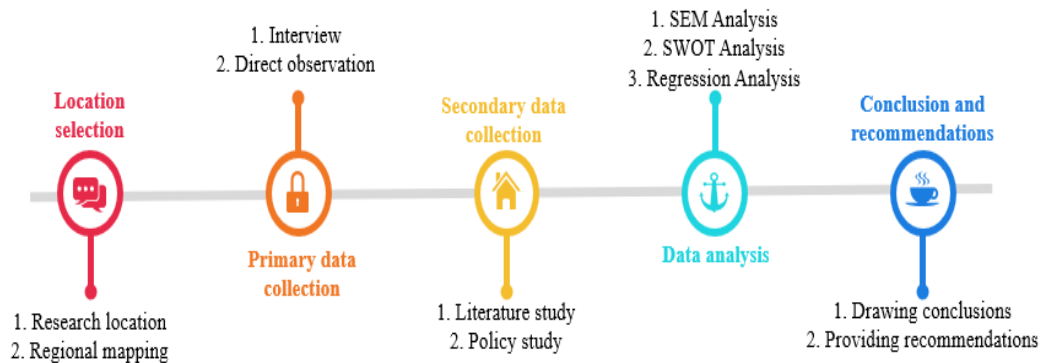 Location
selection
1. Research location
2. Regional mapping
1. Interview
2. Direct observation
Primary data
collection
Secondary data
collection
1. Literature study
2. Policy study
1. SEM Analysis
2. SWOT Analysis
3. Regression Analysis
Data analysis
Conclusion and
recommendations
1. Drawing conclusions
2. Providing recommendations